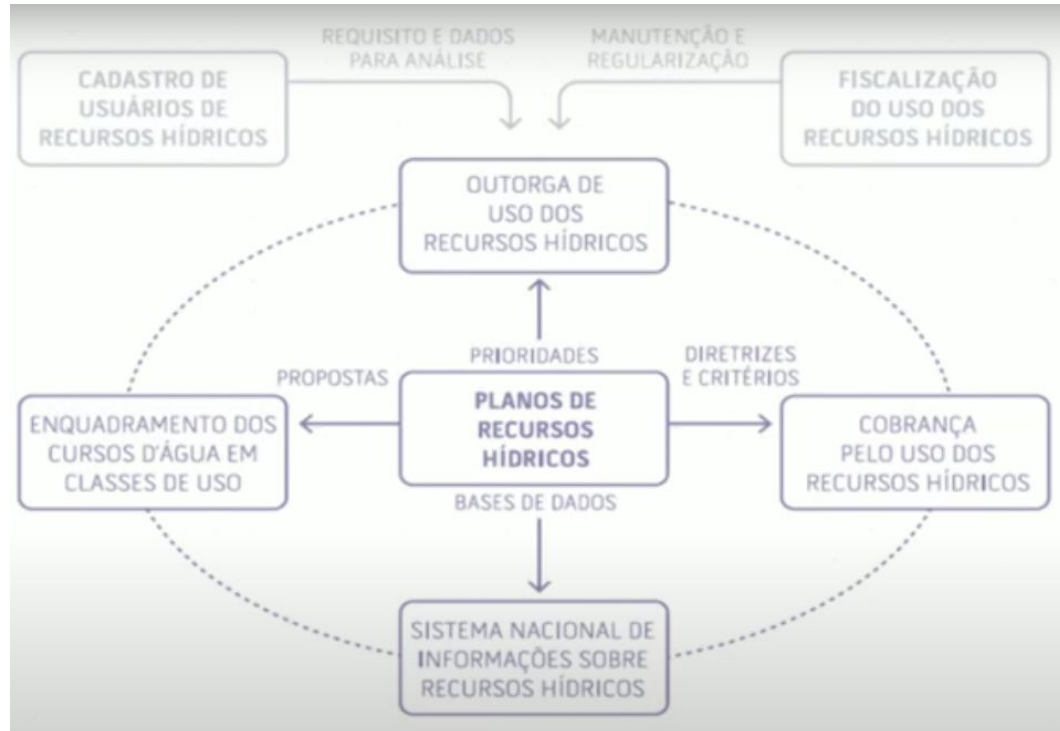 REQUISITO E DADOS
PARA ANÁLISE
MANUTENÇÃO E
REGULARIZAÇÃO
CADASTRO DE
USUÁRIOS DE
RECURSOS HÍDRICOS
FISCALIZAÇÃO
DO USO DOS
RECURSOS HÍDRICOS
OUTORGA DE
USO DOS
RECURSOS HÍDRICOS
PRIORIDADES
DIRETRIZES
E CRITÉRIOS
PROPOSTAS
ENQUADRAMENTO DOS
CURSOS D'ÁGUA EM
CLASSES DE USO
PLANOS DE
RECURSOS
HÍDRICOS
COBRANÇA
PELO USO DOS
RECURSOS HÍDRICOS
BASES DE DADOS
SISTEMA NACIONAL DE
INFORMAÇÕES SOBRE
RECURSOS HÍDRICOS